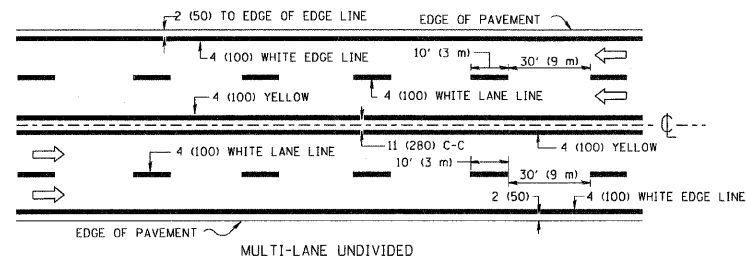 2 (50) TO EDGE OF EDGE LINE
EDGE OF PAVEMENT
4 (100) WHITE EDGE LINE
10' (3 m)
30' (9 m)
4 (100) YELLOW
4 (100) WHITE LANE LINE
CL
4 (100) WHITE LANE LINE
11 (280) C-C
4 (100) YELLOW
10' (3 m)
30' (9 m)
2 (50)
4 (100) WHITE EDGE LINE
EDGE OF PAVEMENT
MULTI-LANE UNDIVIDED